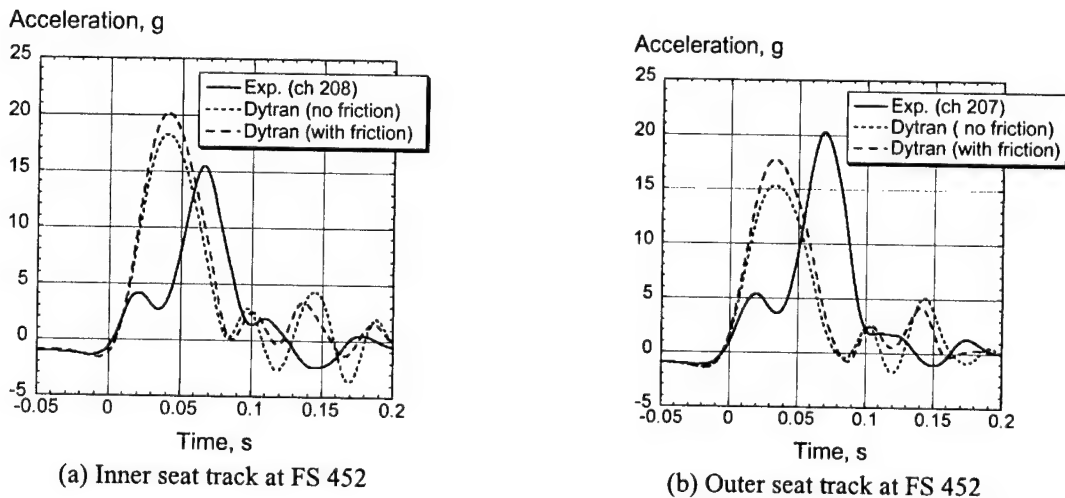 Acceleration, g
25
20
15
10
5
0
-5
-0.05 0 0.05 0.1 0.15 0.2
Time, s
Exp. (ch 208)
Dytran (no friction)
Dytran (with friction)
(a) Inner seat track at FS 452
Acceleration, g
25
20
15
10
5
0
-5
-0.05 0 0.05 0.1 0.15 0.2
Time, s
Exp. (ch 207)
Dytran ( no friction)
Dytran (with friction)
(b) Outer seat track at FS 452